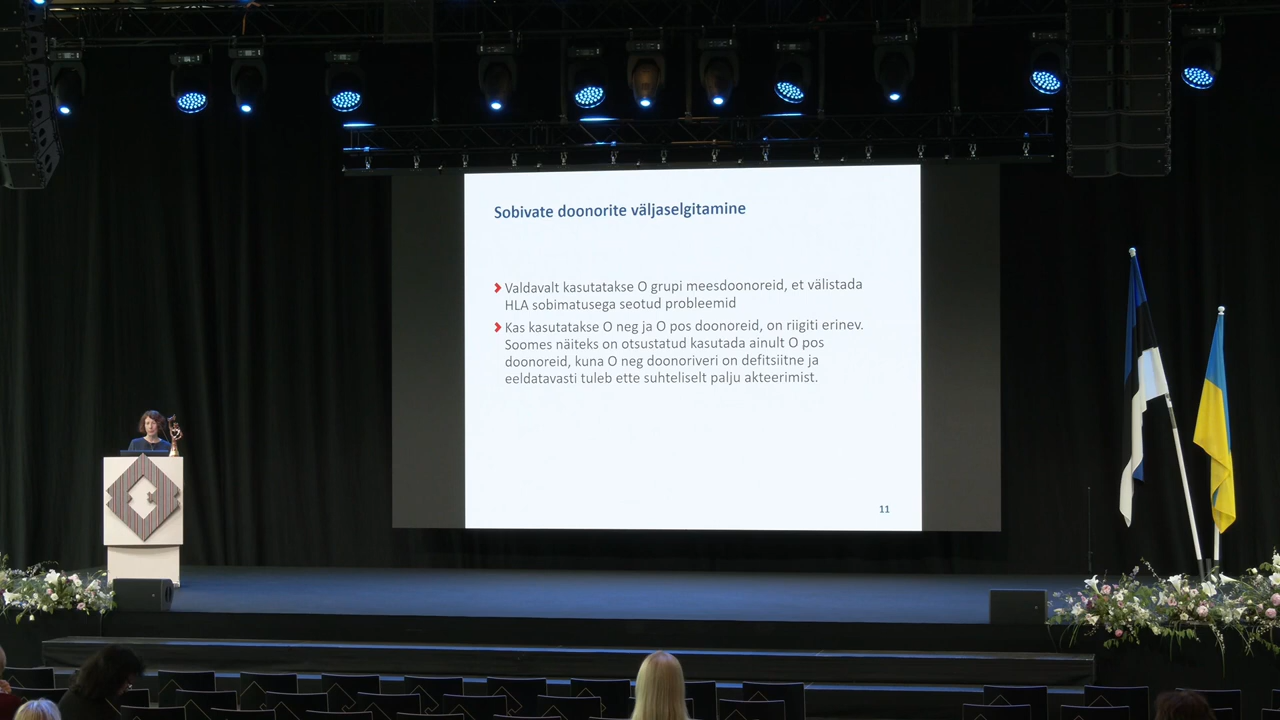 Sobivate doonorite väljaselgitamine
Valdavalt kasutatakse O grupi meesdoonoreid, et välistada
HLA sobimatusega seotud probleemid
Kas kasutatakse O neg ja O pos doonoreid, on riigiti erinev.
Soomes näiteks on otsustatud kasutada ainult O pos
doonoreid, kuna O neg doonoriveri on defitsiitne ja
eeldatavasti tuleb ette suhteliselt palju akteerimist.
11